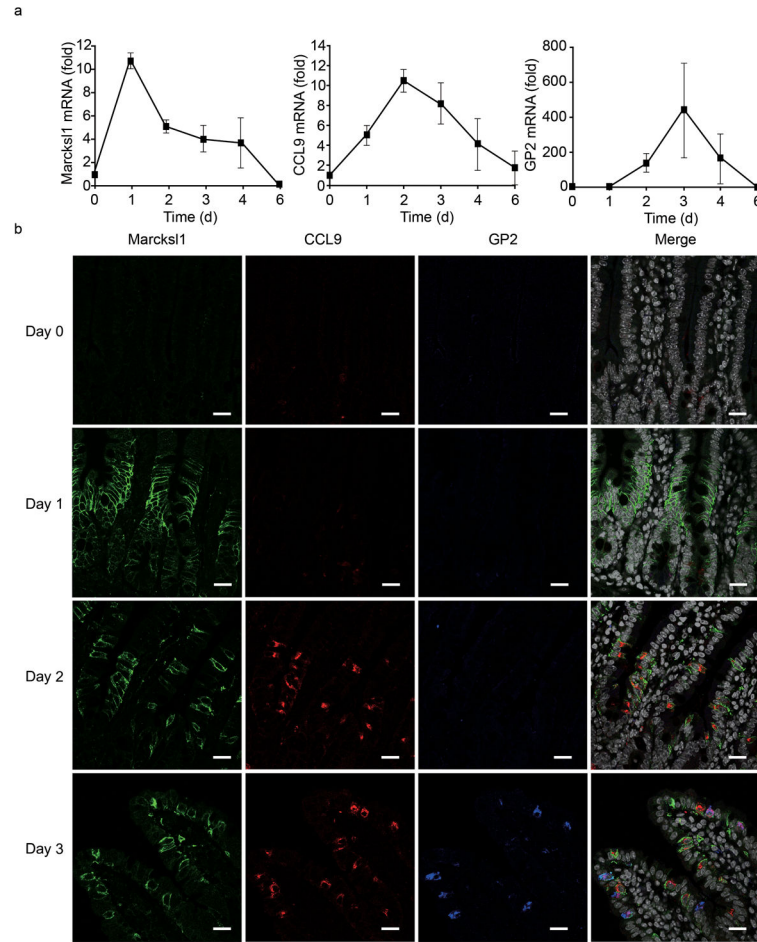 a
Marcksl1 mRNA (fold)
12
10
8
6
4
2
0
0 1 2 3 4 6
Time (d)
CCL9 mRNA (fold)
14
12
10
8
6
4
2
0
0 1 2 3 4 6
Time (d)
GP2 mRNA (fold)
800
600
400
200
0
0 1 2 3 4 6
Time (d)
b
Marcksl1 CCL9 GP2 Merge
Day 0
Day 1
Day 2
Day 3